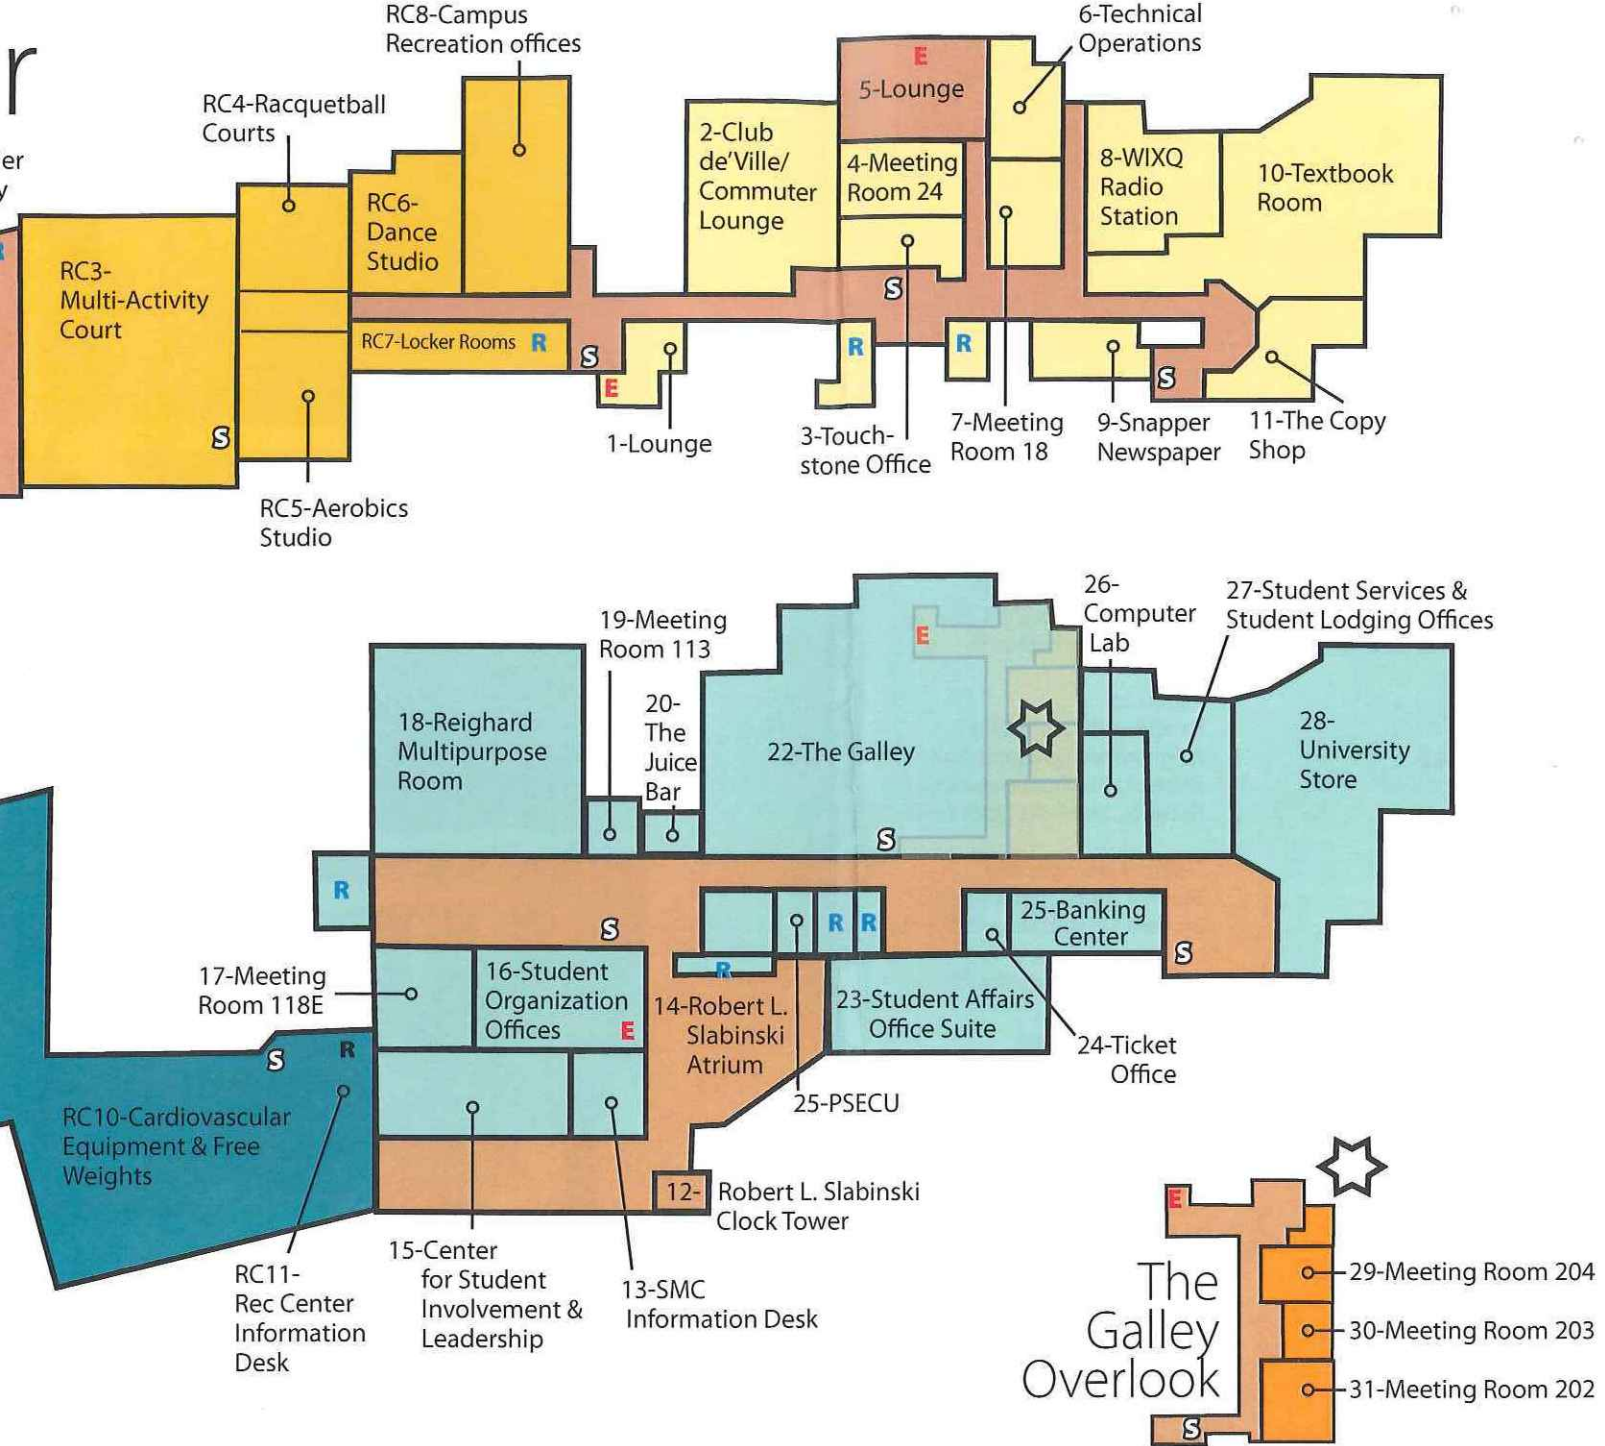 r
er
y
R
RC8-Campus
Recreation offices
RC4-Racquetball
Courts
RC6-
Dance
Studio
RC3-
Multi-Activity
Court
RC7-Locker Rooms R
S
S
E
RC5-Aerobics
Studio
1-Lounge
2-Club
de'Ville/
Commuter
Lounge
E
5-Lounge
4-Meeting
Room 24
S
R
R
3-Touch-
stone Office
6-Technical
Operations
7-Meeting
Room 18
8-WIXQ
Radio
Station
10-Textbook
Room
S
9-Snapper
Newspaper
11-The Copy
Shop
19-Meeting
Room 113
20-
The
Juice
Bar
18-Reighard
Multipurpose
Room
22-The Galley
E
S
26-
Computer
Lab
27-Student Services &
Student Lodging Offices
28-
University
Store
R
S
R
R
R
25-Banking
Center
S
17-Meeting
Room 118E
16-Student
Organization
Offices
E
14-Robert L.
Slabinski
Atrium
23-Student Affairs
Office Suite
24-Ticket
Office
25-PSECU
S
R
RC10-Cardiovascular
Equipment & Free
Weights
12-
Robert L. Slabinski
Clock Tower
RC11-
Rec Center
Information
Desk
15-Center
for Student
Involvement &
Leadership
13-SMC
Information Desk
E
The
Galley
Overlook
S
29-Meeting Room 204
30-Meeting Room 203
31-Meeting Room 202